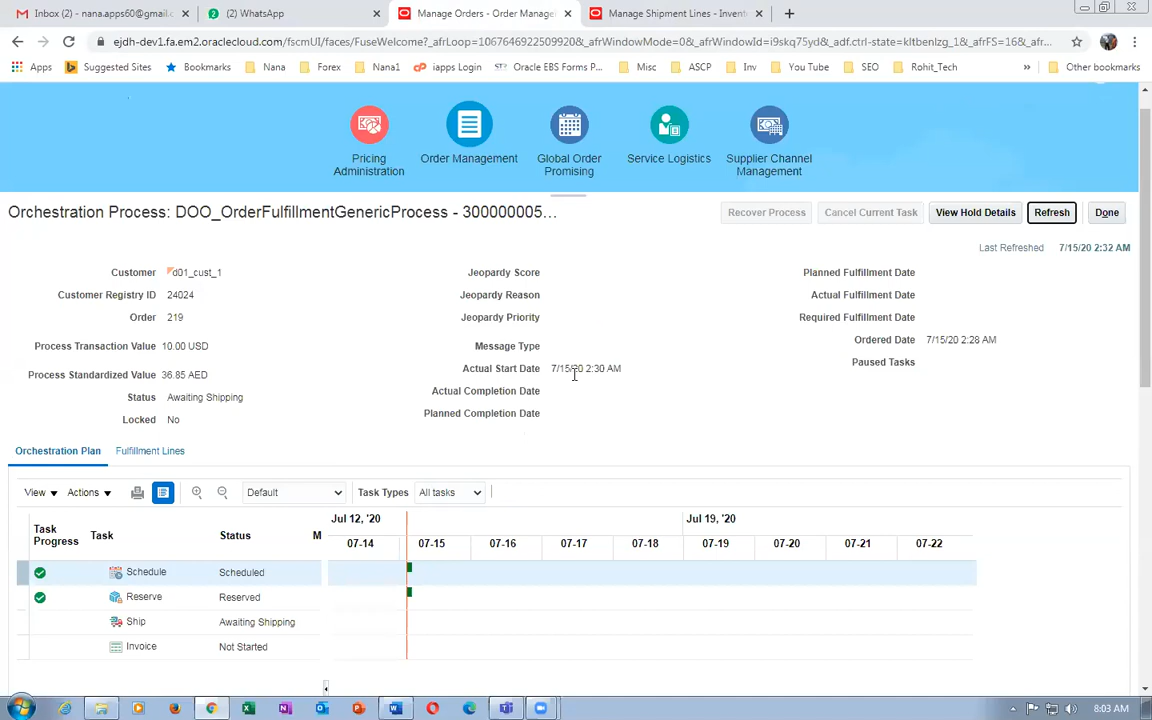 Inbox (2) - nana.apps60@gmail.c
(2) WhatsApp
Manage Orders - Order Manage
Manage Shipment Lines - Invent
ejdh-dev1.fa.em2.oraclecloud.com/fscmUI/faces/FuseWelcome?_afrLoop=1067646922509920&_afrWindowMode=0&_afrWindowId=i9skq75yd&_adf.ctrl-state=kltbenlzg_1&_afrFS=16&_afr...
Apps Suggested Sites Bookmarks Nana Forex Nana1 iapps Login Oracle EBS Forms P... Misc ASCP Inv You Tube SEO Rohit_Tech » Other bookmarks
Pricing Administration
Order Management
Global Order Promising
Service Logistics
Supplier Channel Management
Orchestration Process: DOO_OrderFulfillmentGenericProcess - 300000005...
Recover Process Cancel Current Task View Hold Details Refresh Done
Last Refreshed 7/15/20 2:32 AM
Customer d01_cust_1
Customer Registry ID 24024
Order 219
Process Transaction Value 10.00 USD
Process Standardized Value 36.85 AED
Status Awaiting Shipping
Locked No
Jeopardy Score
Jeopardy Reason
Jeopardy Priority
Message Type
Actual Start Date 7/15/20 2:30 AM
Actual Completion Date
Planned Completion Date
Planned Fulfillment Date
Actual Fulfillment Date
Required Fulfillment Date
Ordered Date 7/15/20 2:28 AM
Paused Tasks
Orchestration Plan Fulfillment Lines
View Actions Default Task Types All tasks
Jul 12, '20 Jul 19, '20
Task Progress Task Status M
07-14 07-15 07-16 07-17 07-18 07-19 07-20 07-21 07-22
Schedule Scheduled
Reserve Reserved
Ship Awaiting Shipping
Invoice Not Started
8:03 AM